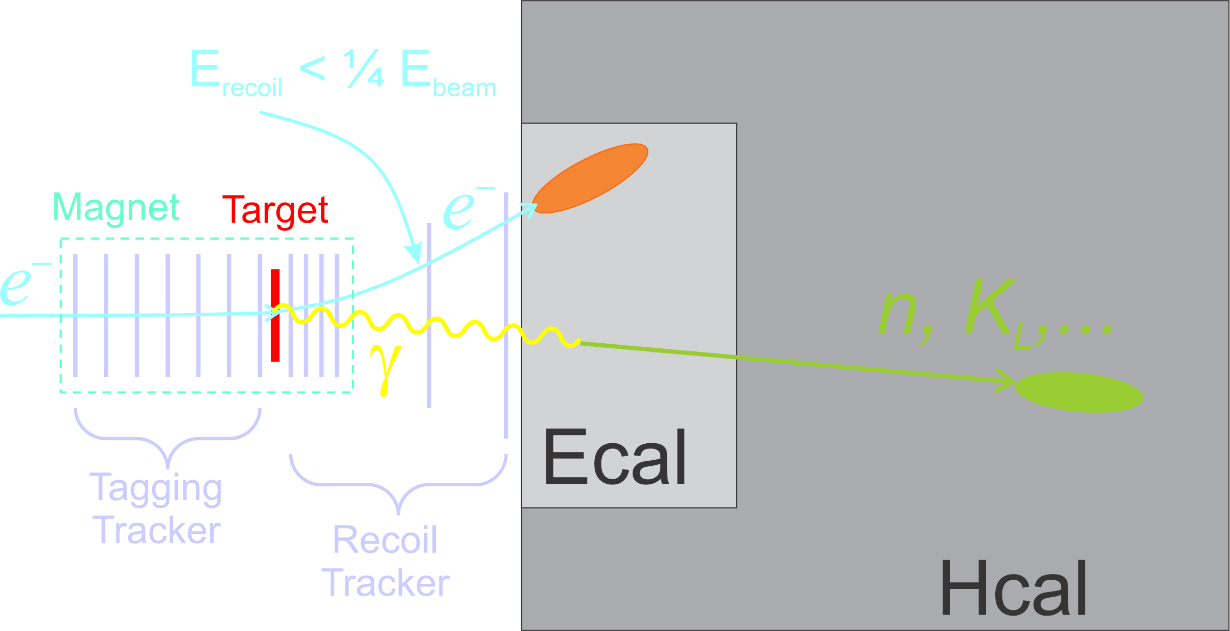 E_recoil < ¼ E_beam
Magnet
Target
e⁻
e⁻
γ
n, K_L,...
Ecal
Tagging
Tracker
Recoil
Tracker
Hcal